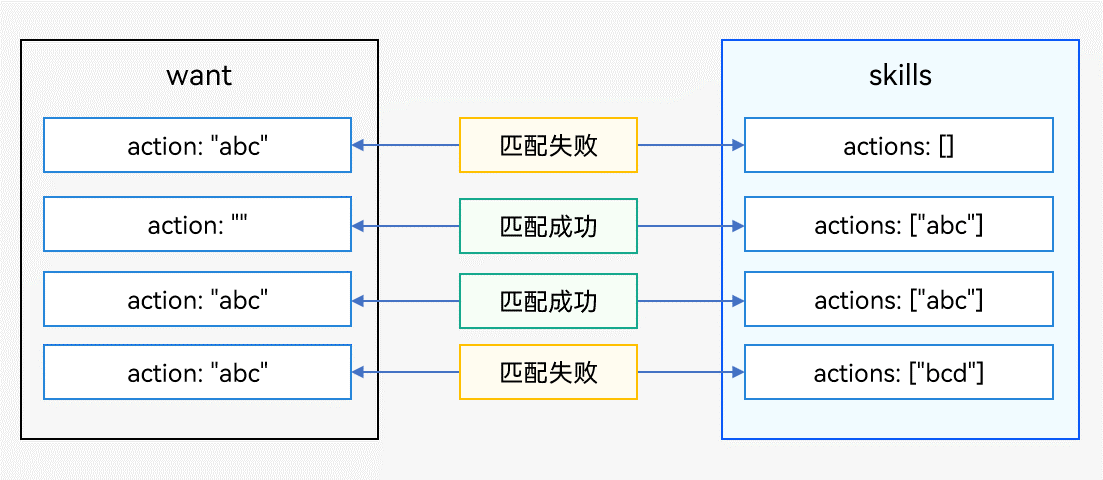 want
skills
action: "abc"
匹配失败
actions: []
action: ""
匹配成功
actions: ["abc"]
action: "abc"
匹配成功
actions: ["abc"]
action: "abc"
匹配失败
actions: ["bcd"]